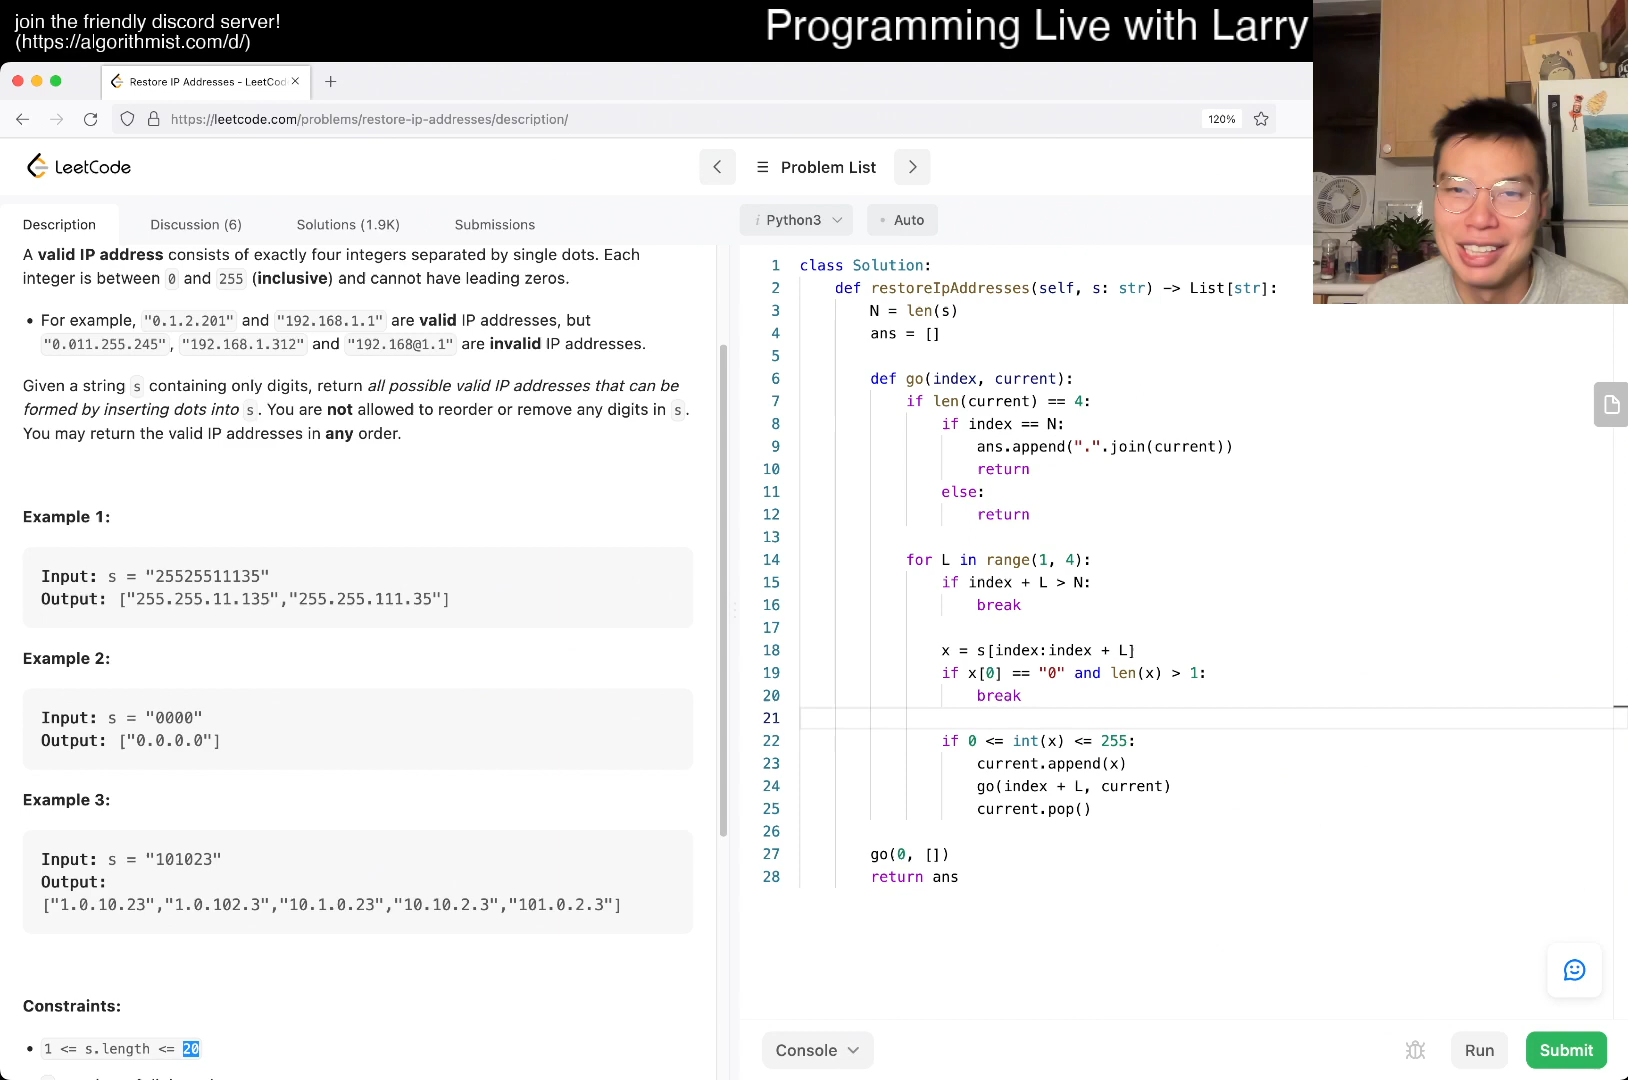 join the friendly discord server!
(https://algorithmist.com/d/)
Programming Live with Larry
Restore IP Addresses - LeetCod
https://leetcode.com/problems/restore-ip-addresses/description/
120%
LeetCode
Problem List
Description
Discussion (6)
Solutions (1.9K)
Submissions
Python3
Auto
A valid IP address consists of exactly four integers separated by single dots. Each
integer is between 0 and 255 (inclusive) and cannot have leading zeros.
• For example, "0.1.2.201" and "192.168.1.1" are valid IP addresses, but
"0.011.255.245", "192.168.1.312" and "192.168@1.1" are invalid IP addresses.
Given a string s containing only digits, return all possible valid IP addresses that can be
formed by inserting dots into s. You are not allowed to reorder or remove any digits in s.
You may return the valid IP addresses in any order.
Example 1:
Input: s = "25525511135"
Output: ["255.255.11.135","255.255.111.35"]
Example 2:
Input: s = "0000"
Output: ["0.0.0.0"]
Example 3:
Input: s = "101023"
Output:
["1.0.10.23","1.0.102.3","10.1.0.23","10.10.2.3","101.0.2.3"]
Constraints:
• 1 <= s.length <= 20
1 class Solution:
2 def restoreIpAddresses(self, s: str) -> List[str]:
3 N = len(s)
4 ans = []
5
6 def go(index, current):
7 if len(current) == 4:
8 if index == N:
9 ans.append(".".join(current))
10 return
11 else:
12 return
13
14 for L in range(1, 4):
15 if index + L > N:
16 break
17
18 x = s[index:index + L]
19 if x[0] == "0" and len(x) > 1:
20 break
21
22 if 0 <= int(x) <= 255:
23 current.append(x)
24 go(index + L, current)
25 current.pop()
26
27 go(0, [])
28 return ans
Console
Run
Submit